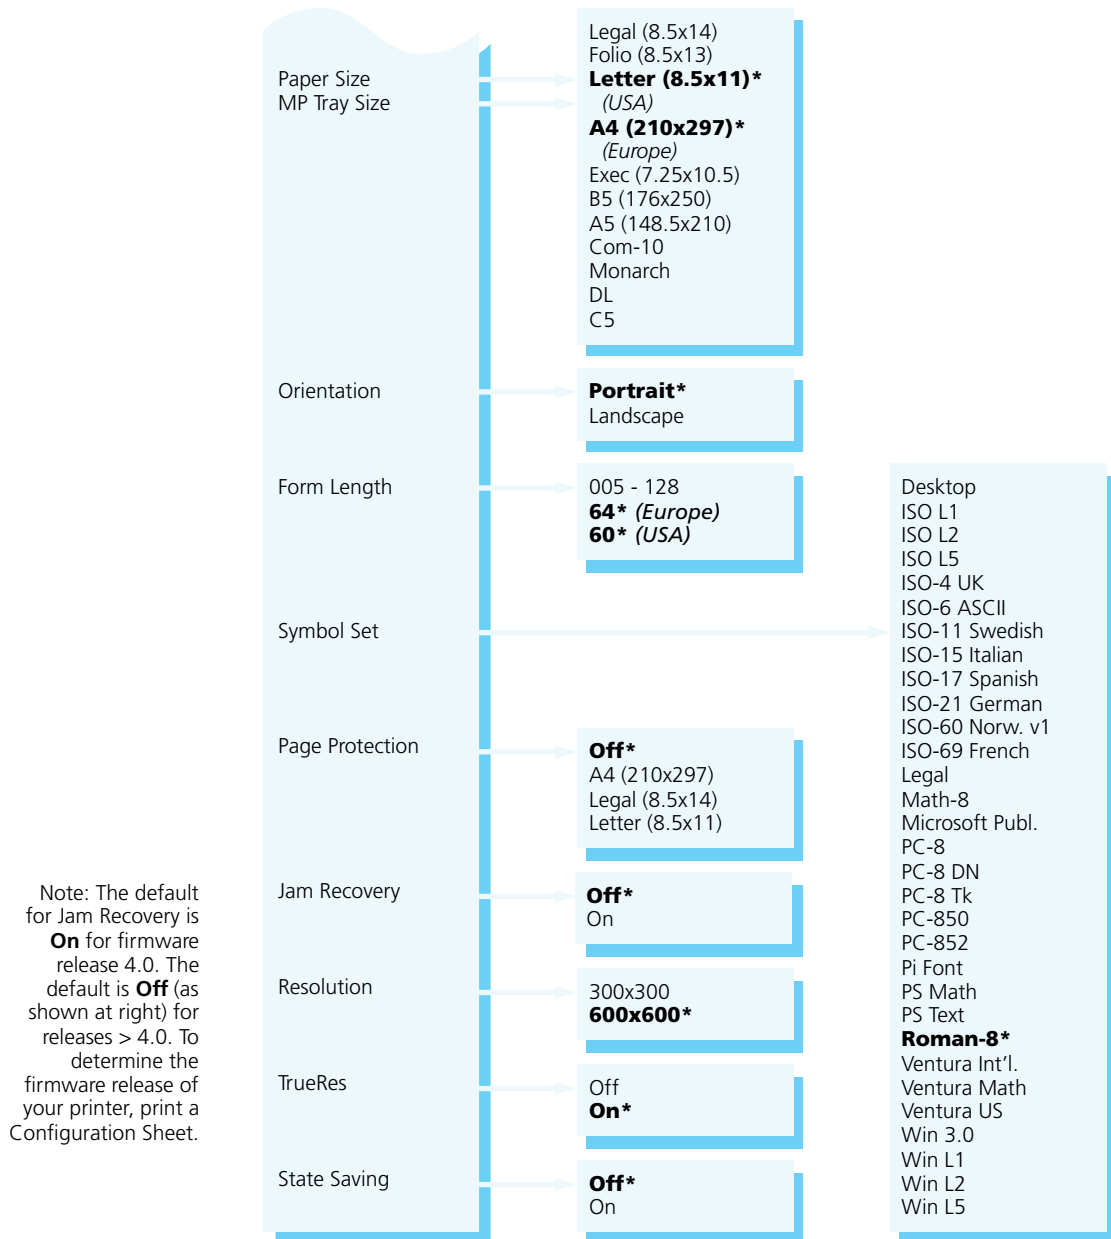 Paper Size
MP Tray Size
Legal (8.5x14)
Folio (8.5x13)
Letter (8.5x11)*
(USA)
A4 (210x297)*
(Europe)
Exec (7.25x10.5)
B5 (176x250)
A5 (148.5x210)
Com-10
Monarch
DL
C5
Orientation
Portrait*
Landscape
Form Length
005 - 128
64* (Europe)
60* (USA)
Symbol Set
Desktop
ISO L1
ISO L2
ISO L5
ISO-4 UK
ISO-6 ASCII
ISO-11 Swedish
ISO-15 Italian
ISO-17 Spanish
ISO-21 German
ISO-60 Norw. v1
ISO-69 French
Legal
Math-8
Microsoft Publ.
PC-8
PC-8 DN
PC-8 Tk
PC-850
PC-852
Pi Font
PS Math
PS Text
Roman-8*
Ventura Int’l.
Ventura Math
Ventura US
Win 3.0
Win L1
Win L2
Win L5
Page Protection
Off*
A4 (210x297)
Legal (8.5x14)
Letter (8.5x11)
Note: The default
for Jam Recovery is
On for firmware
release 4.0. The
default is Off (as
shown at right) for
releases > 4.0. To
determine the
firmware release of
your printer, print a
Configuration Sheet.
Jam Recovery
Off*
On
Resolution
300x300
600x600*
TrueRes
Off
On*
State Saving
Off*
On